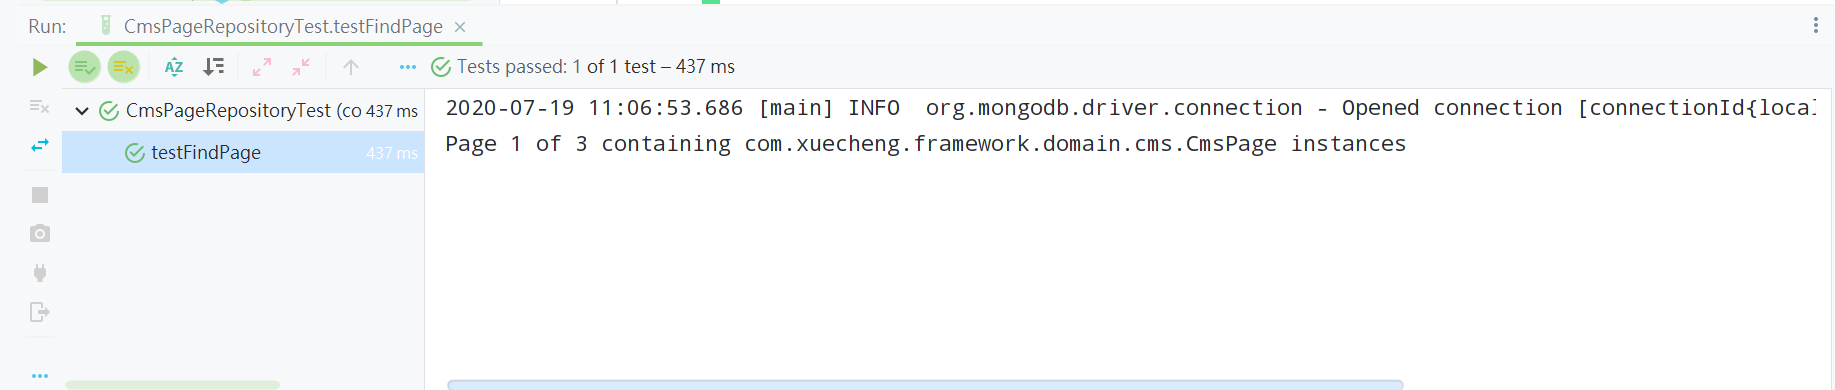 Run: CmsPageRepositoryTest.testFindPage
Tests passed: 1 of 1 test – 437 ms
CmsPageRepositoryTest (co 437 ms
testFindPage 437 ms
2020-07-19 11:06:53.686 [main] INFO  org.mongodb.driver.connection - Opened connection [connectionId{local
Page 1 of 3 containing com.xuecheng.framework.domain.cms.CmsPage instances